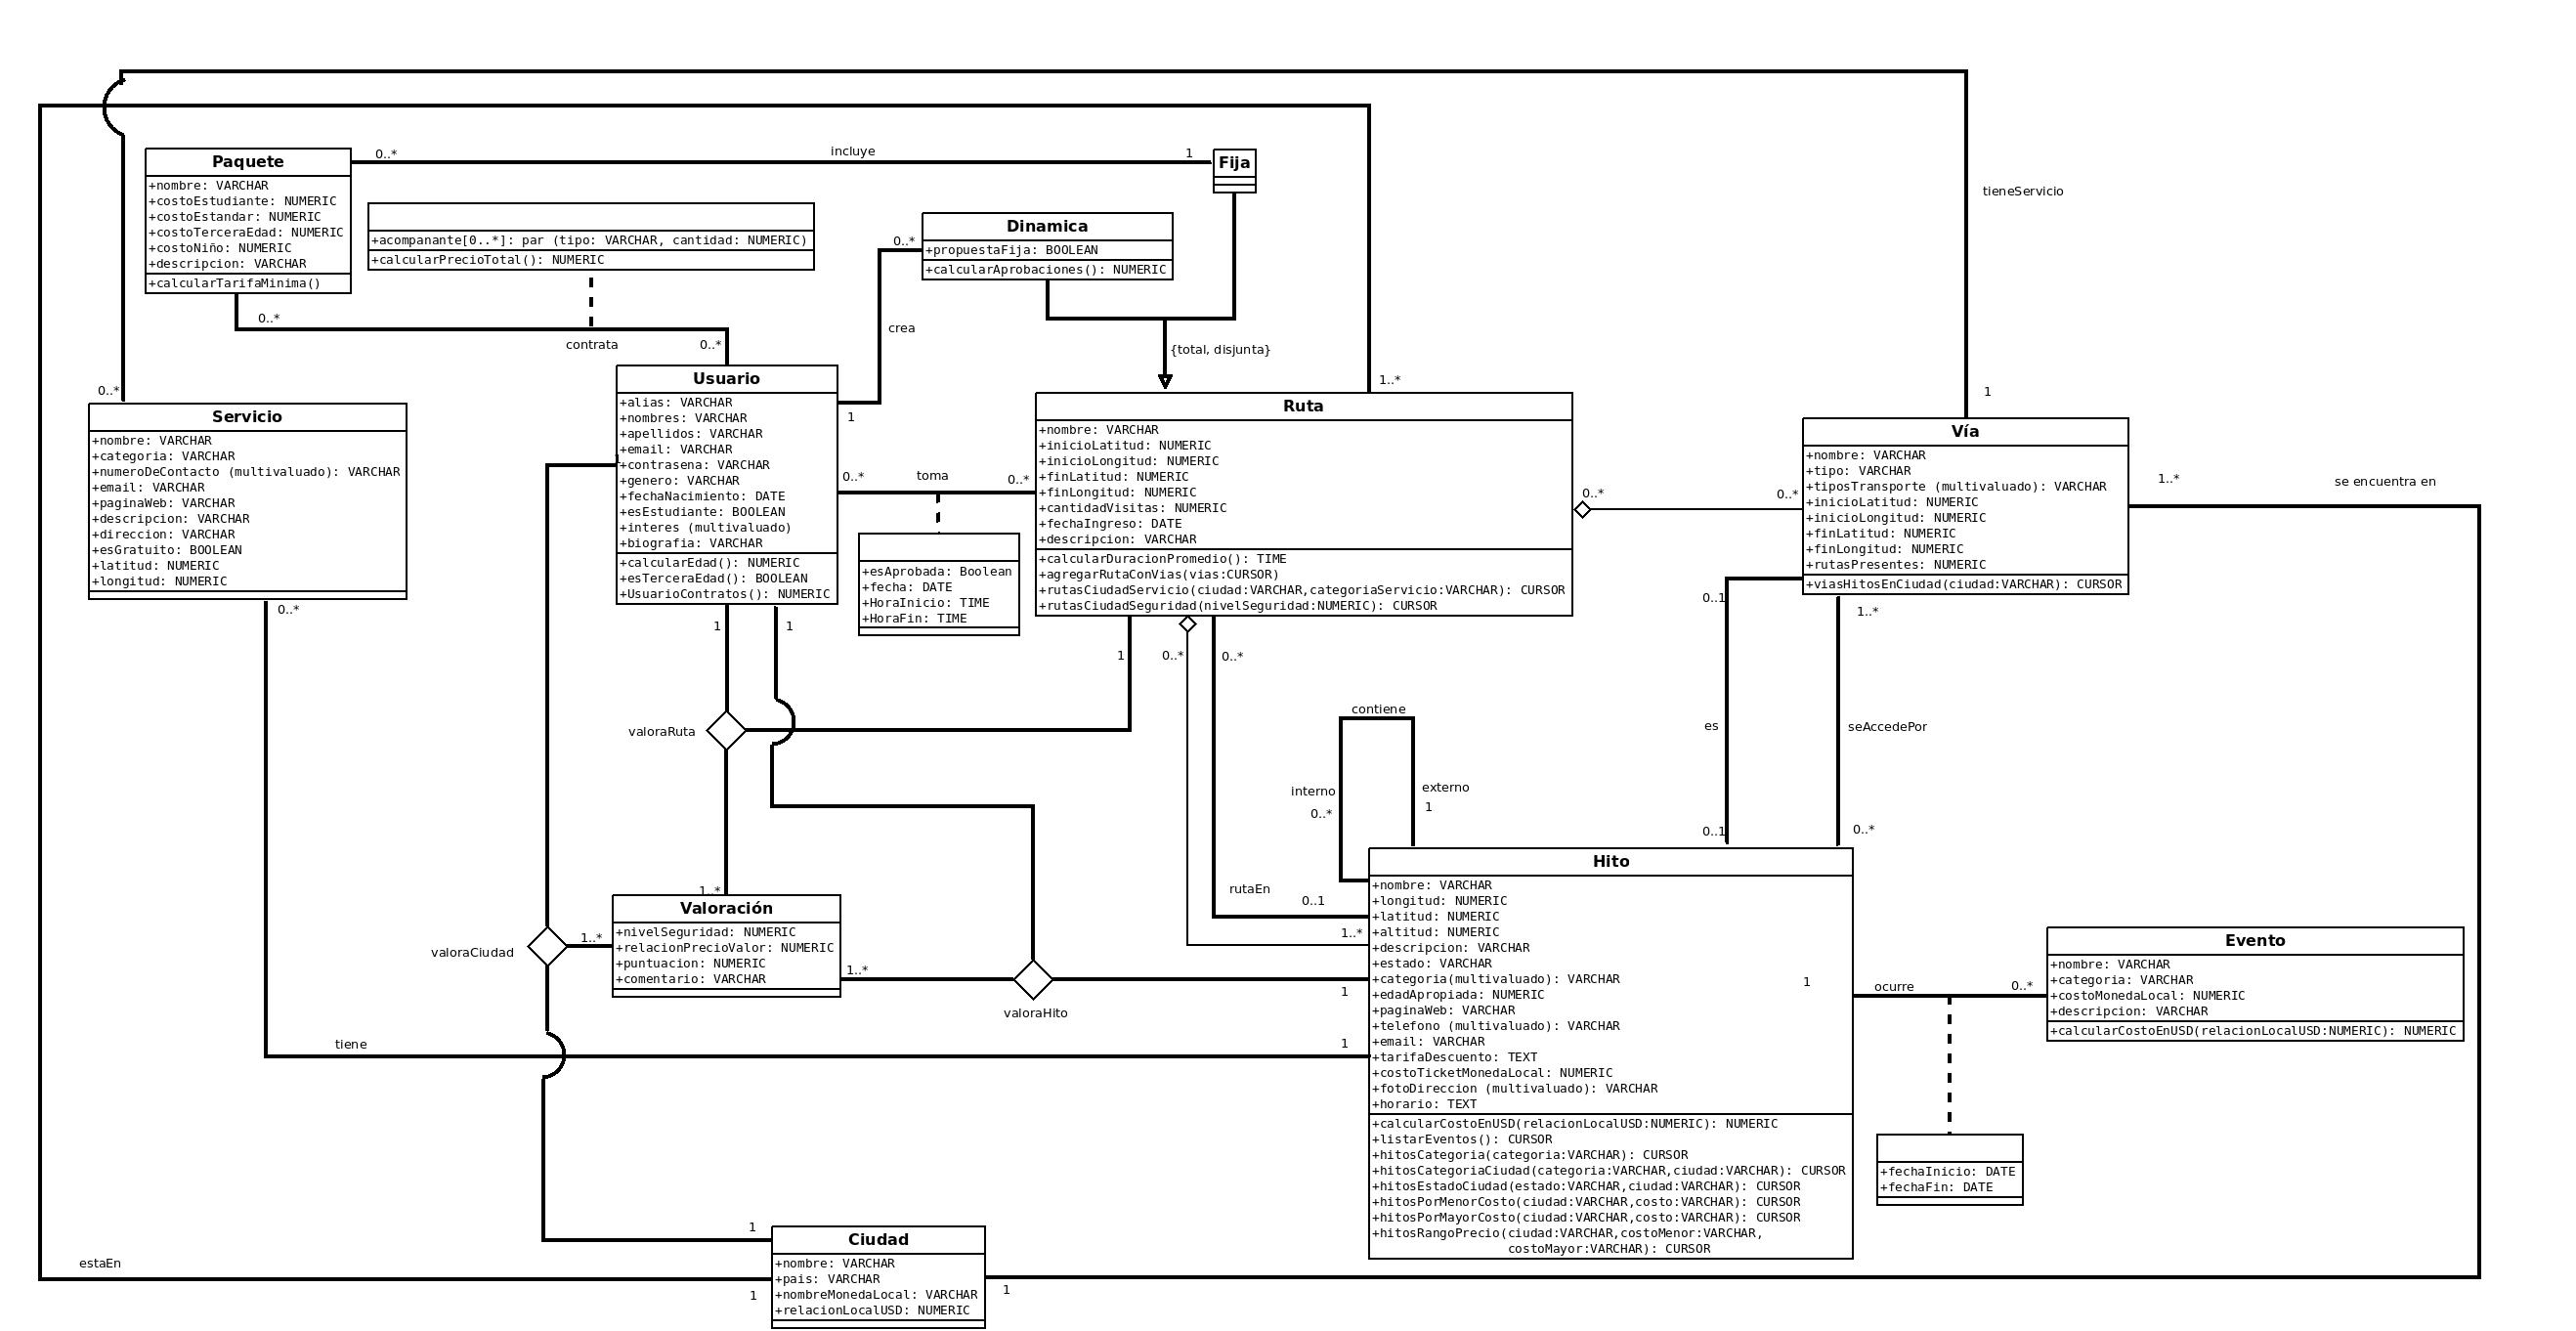 tieneServicio
0..*
1
Paquete
+nombre: VARCHAR
+costoEstudiante: NUMERIC
+costoEstandar: NUMERIC
+costoTerceraEdad: NUMERIC
+costoNiño: NUMERIC
+descripcion: VARCHAR
+calcularTarifaMinima()
0..*
incluye
1
Fija
+acompanante[0..*]: par (tipo: VARCHAR, cantidad: NUMERIC)
+calcularPrecioTotal(): NUMERIC
0..*
contrata
0..*
Dinamica
+propuestaFija: BOOLEAN
+calcularAprobaciones(): NUMERIC
0..*
crea
1
{total, disjunta}
1..*
Servicio
+nombre: VARCHAR
+categoria: VARCHAR
+numeroDeContacto (multivaluado): VARCHAR
+email: VARCHAR
+paginaWeb: VARCHAR
+descripcion: VARCHAR
+direccion: VARCHAR
+esGratuito: BOOLEAN
+latitud: NUMERIC
+longitud: NUMERIC
0..*
Usuario
+alias: VARCHAR
+nombres: VARCHAR
+apellidos: VARCHAR
+email: VARCHAR
+contrasena: VARCHAR
+genero: VARCHAR
+fechaNacimiento: DATE
+esEstudiante: BOOLEAN
+interes (multivaluado)
+biografia: VARCHAR
+calcularEdad(): NUMERIC
+esTerceraEdad(): BOOLEAN
+UsuarioContratos(): NUMERIC
1
1
1
0..*
toma
0..*
+esAprobada: Boolean
+fecha: DATE
+HoraInicio: TIME
+HoraFin: TIME
Ruta
+nombre: VARCHAR
+inicioLatitud: NUMERIC
+inicioLongitud: NUMERIC
+finLatitud: NUMERIC
+finLongitud: NUMERIC
+cantidadVisitas: NUMERIC
+fechaIngreso: DATE
+descripcion: VARCHAR
+calcularDuracionPromedio(): TIME
+agregarRutaConVias(vias:CURSOR)
+rutasCiudadServicio(ciudad:VARCHAR,categoriaServicio:VARCHAR): CURSOR
+rutasCiudadSeguridad(nivelSeguridad:NUMERIC): CURSOR
1
0..*
0..*
0..*
0..*
Vía
+nombre: VARCHAR
+tipo: VARCHAR
+tiposTransporte (multivaluado): VARCHAR
+inicioLatitud: NUMERIC
+inicioLongitud: NUMERIC
+finLatitud: NUMERIC
+finLongitud: NUMERIC
+rutasPresentes: NUMERIC
+viasHitosEnCiudad(ciudad:VARCHAR): CURSOR
1..*
se encuentra en
0..1
es
0..1
1..*
seAccedePor
0..*
valoraRuta
contiene
interno
0..*
externo
1
rutaEn
0..1
1..*
1..*
Valoración
+nivelSeguridad: NUMERIC
+relacionPrecioValor: NUMERIC
+puntuacion: NUMERIC
+comentario: VARCHAR
valoraCiudad
1..*
1..*
valoraHito
1
tiene
1
Hito
+nombre: VARCHAR
+longitud: NUMERIC
+latitud: NUMERIC
+altitud: NUMERIC
+descripcion: VARCHAR
+estado: VARCHAR
+categoria(multivaluado): VARCHAR
+edadApropiada: NUMERIC
+paginaWeb: VARCHAR
+telefono (multivaluado): VARCHAR
+email: VARCHAR
+tarifaDescuento: TEXT
+costoTicketMonedaLocal: NUMERIC
+fotoDireccion (multivaluado): VARCHAR
+horario: TEXT
+calcularCostoEnUSD(relacionLocalUSD:NUMERIC): NUMERIC
+listarEventos(): CURSOR
+hitosCategoria(categoria:VARCHAR): CURSOR
+hitosCategoriaCiudad(categoria:VARCHAR,ciudad:VARCHAR): CURSOR
+hitosEstadoCiudad(estado:VARCHAR,ciudad:VARCHAR): CURSOR
+hitosPorMenorCosto(ciudad:VARCHAR,costo:VARCHAR): CURSOR
+hitosPorMayorCosto(ciudad:VARCHAR,costo:VARCHAR): CURSOR
+hitosRangoPrecio(ciudad:VARCHAR,costoMenor:VARCHAR,
costoMayor:VARCHAR): CURSOR
1
ocurre
0..*
Evento
+nombre: VARCHAR
+categoria: VARCHAR
+costoMonedaLocal: NUMERIC
+descripcion: VARCHAR
+calcularCostoEnUSD(relacionLocalUSD:NUMERIC): NUMERIC
+fechaInicio: DATE
+fechaFin: DATE
1
estaEn
1
Ciudad
+nombre: VARCHAR
+pais: VARCHAR
+nombreMonedaLocal: VARCHAR
+relacionLocalUSD: NUMERIC
1